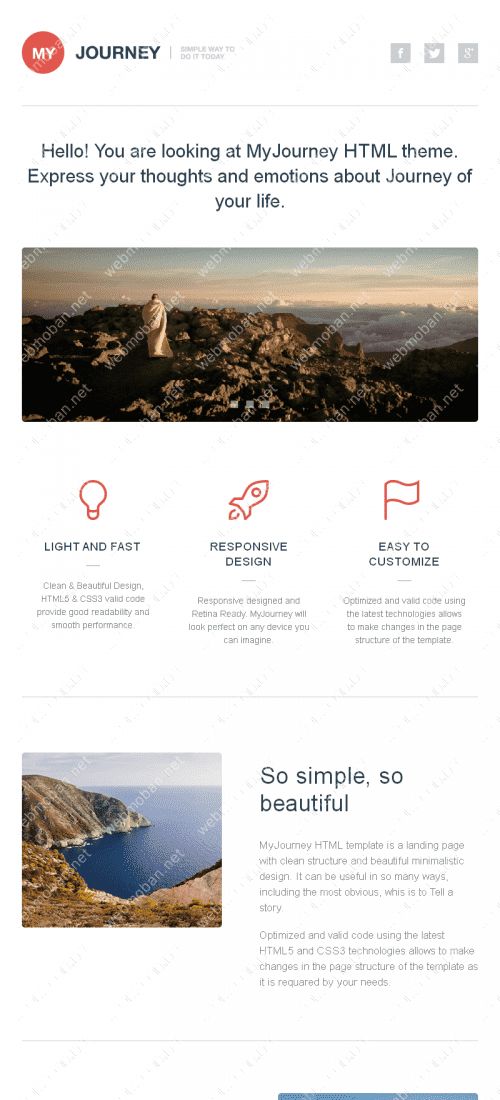 MY JOURNEY
SIMPLE WAY TO
DO IT TODAY
Hello! You are looking at MyJourney HTML theme.
Express your thoughts and emotions about Journey of
your life.
webmoban.net
LIGHT AND FAST
Clean & Beautiful Design,
HTML5 & CSS3 valid code
provide good readability and
smooth performance.
RESPONSIVE
DESIGN
Responsive designed and
Retina Ready. MyJourney will
look perfect on any device you
can imagine.
EASY TO
CUSTOMIZE
Optimized and valid code using
the latest technologies allows
to make changes in the page
structure of the template.
webmoban.net
So simple, so
beautiful
MyJourney HTML template is a landing page
with clean structure and beautiful minimalistic
design. It can be useful in so many ways,
including the most obvious, whis is to Tell a
story.
Optimized and valid code using the latest
HTML5 and CSS3 technologies allows to make
changes in the page structure of the template as
it is requared by your needs.